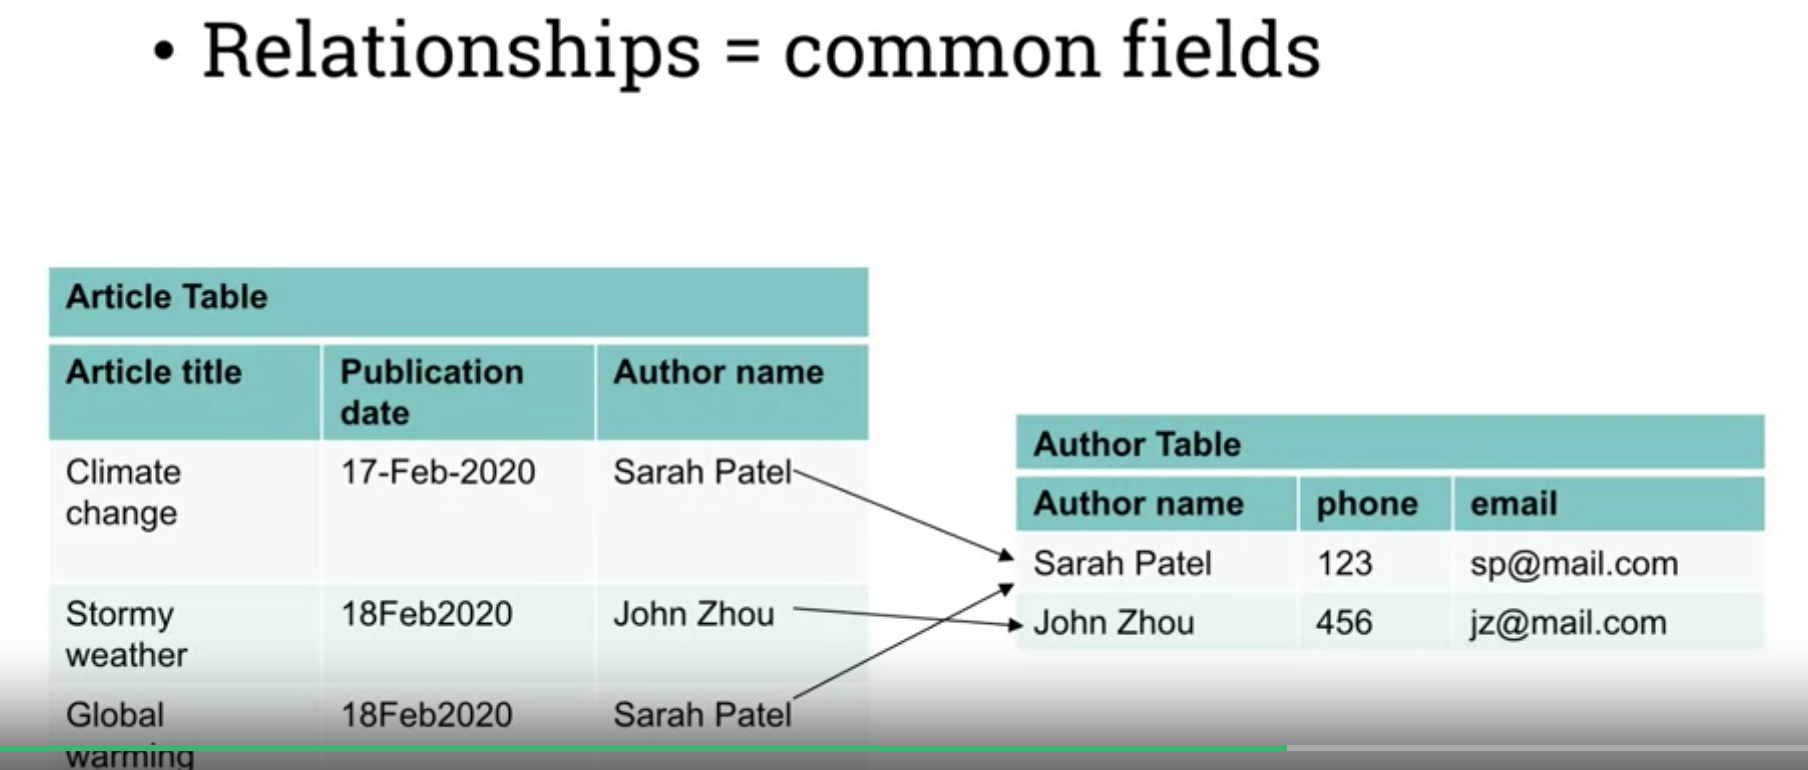 • Relationships = common fields
Article Table
Article title
Publication
date
Author name
Climate
change
17-Feb-2020
Sarah Patel
Stormy
weather
18Feb2020
John Zhou
Global
warming
18Feb2020
Sarah Patel
Author Table
Author name
phone
email
Sarah Patel
123
sp@mail.com
John Zhou
456
jz@mail.com